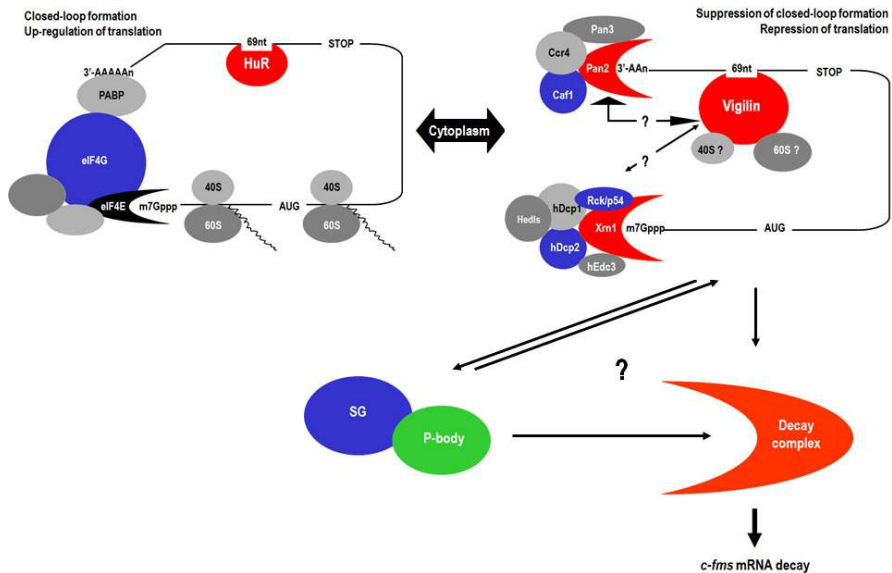 Closed-loop formation
Up-regulation of translation
69nt
STOP
HuR
3'-AAAAAn
PABP
eIF4G
eIF4E
m7Gppp
40S
60S
AUG
40S
60S
Cytoplasm
Suppression of closed-loop formation
Repression of translation
Pan3
Ccr4
Pan2
3'-AAn
69nt
STOP
Caf1
Vigilin
?
40S ?
60S ?
?
Rck/p54
hDcp1
Hedls
Xrn1
m7Gppp
AUG
hDcp2
hEdc3
?
SG
P-body
Decay
complex
c-fms mRNA decay